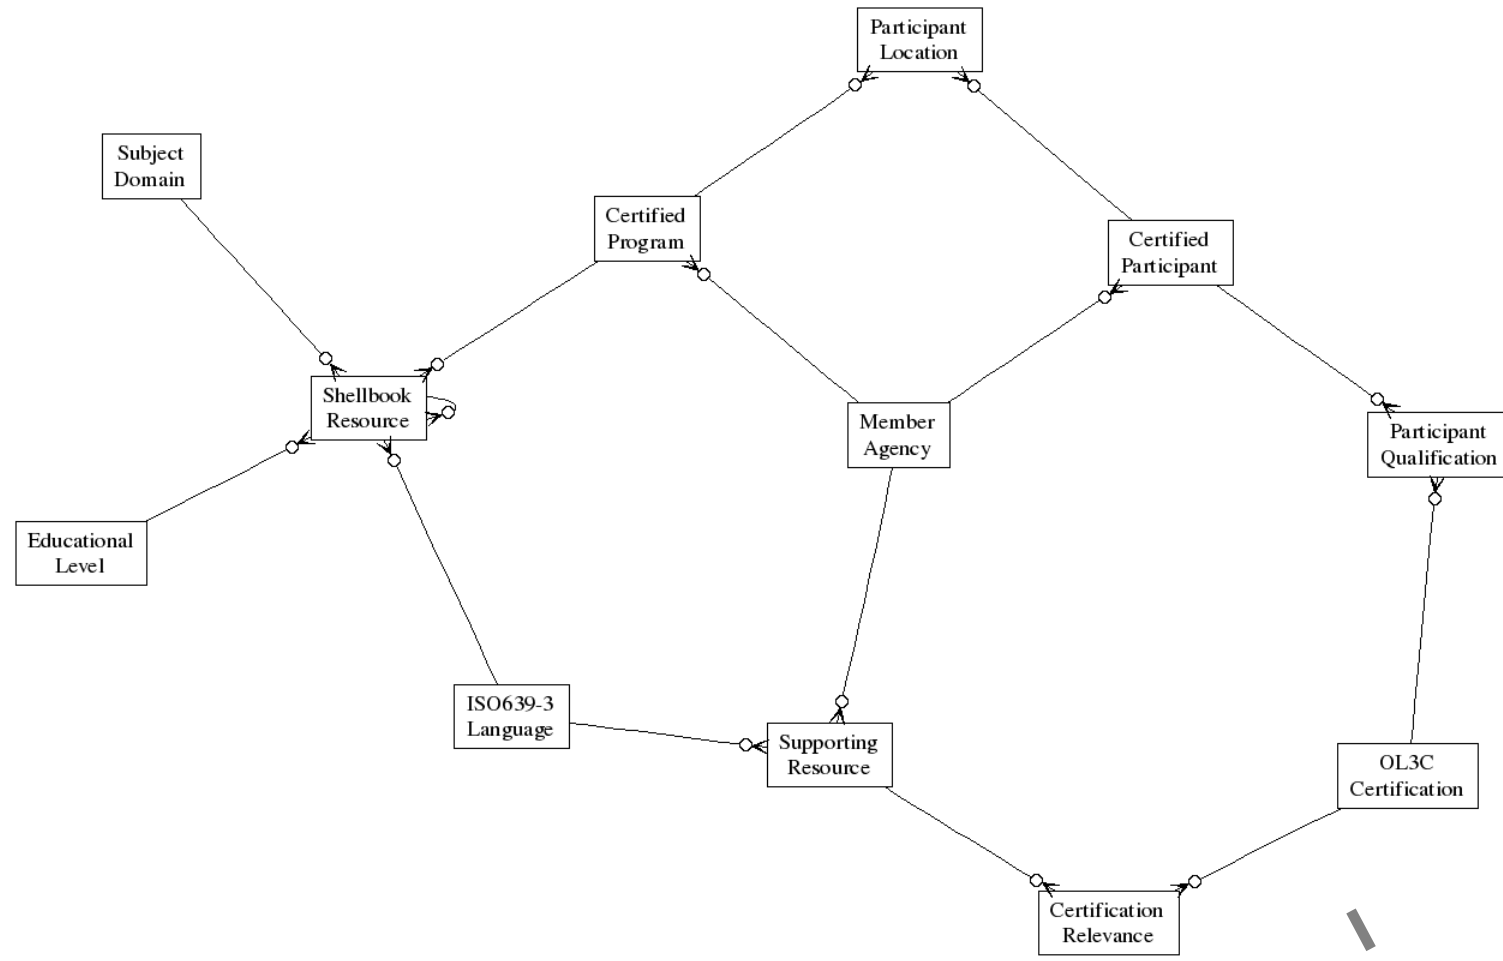 Participant
Location
Subject
Domain
Certified
Program
Certified
Participant
Shellbook
Resource
Member
Agency
Participant
Qualification
Educational
Level
ISO639-3
Language
Supporting
Resource
OL3C
Certification
Certification
Relevance